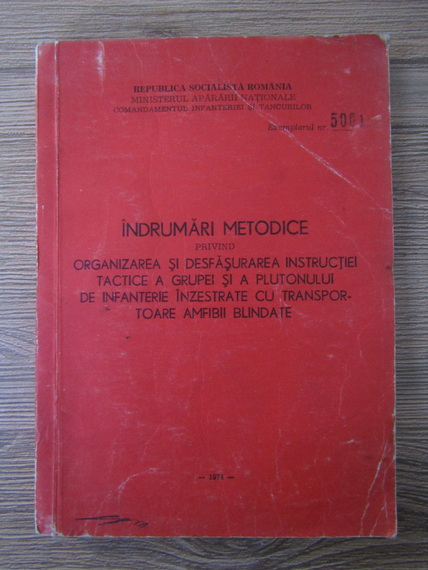 REPUBLICA SOCIALISTĂ ROMÂNIA
MINISTERUL APĂRĂRII NAȚIONALE
COMANDAMENTUL INFANTERIEI ȘI TANCURILOR
Exemplarul nr. 5001
ÎNDRUMĂRI METODICE
PRIVIND
ORGANIZAREA ȘI DESFĂȘURAREA INSTRUCȚIEI
TACTICE A GRUPEI ȘI A PLUTONULUI
DE INFANTERIE ÎNZESTRATE CU TRANSPOR-
TOARE AMFIBII BLINDATE
— 1974 —